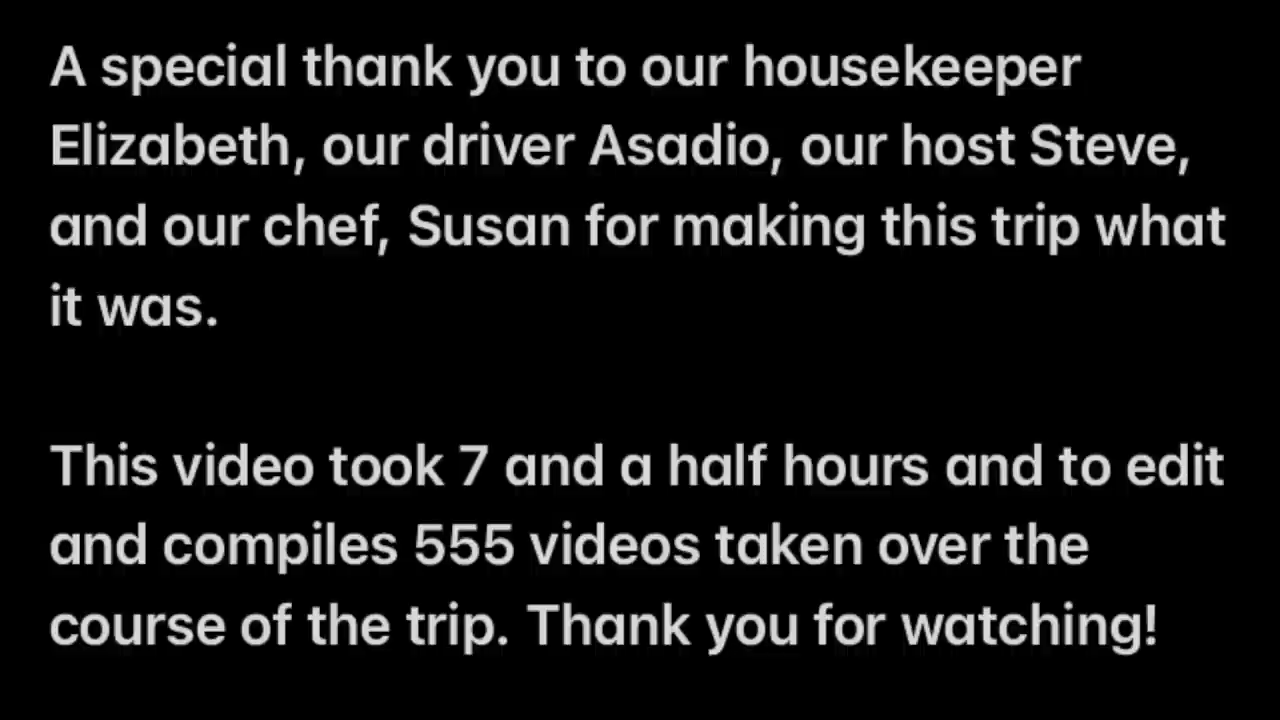 A special thank you to our housekeeper
Elizabeth, our driver Asadio, our host Steve,
and our chef, Susan for making this trip what
it was.
This video took 7 and a half hours and to edit
and compiles 555 videos taken over the
course of the trip. Thank you for watching!